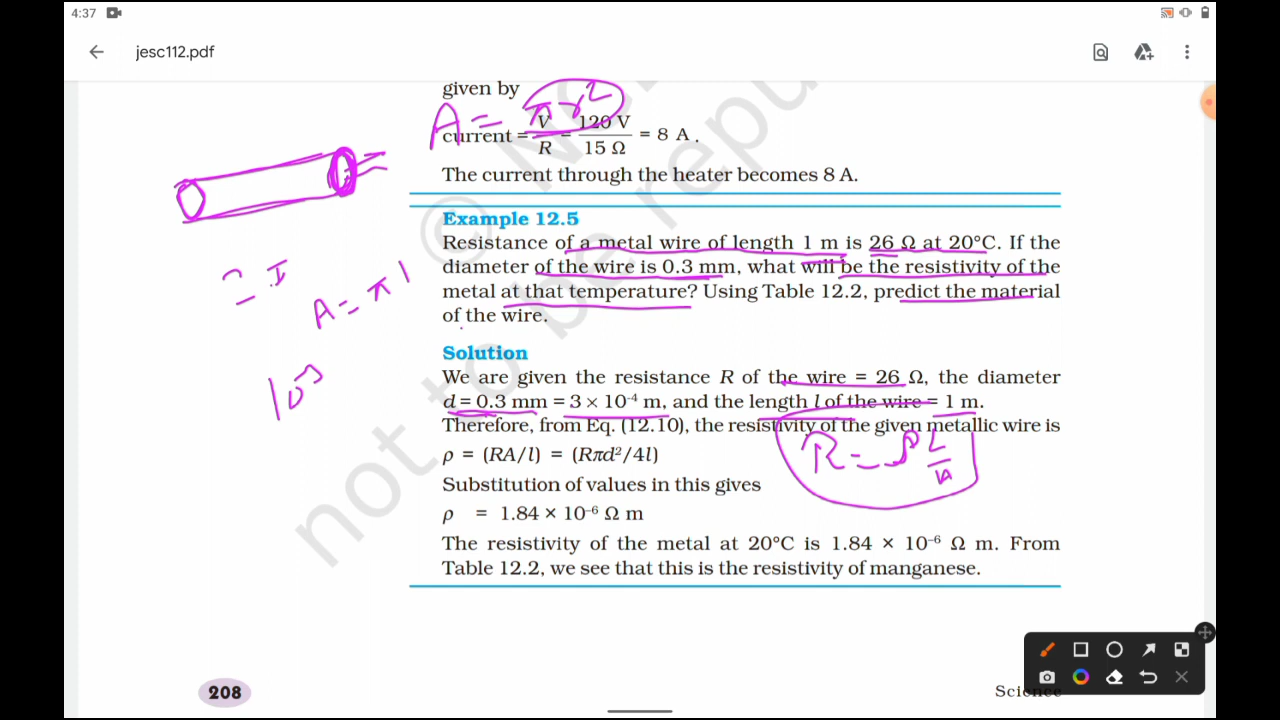 4:37
jesc112.pdf
given by
A = πr²
current = V/R = 120 V/15 Ω = 8 A .
The current through the heater becomes 8 A.
Example 12.5
Resistance of a metal wire of length 1 m is 26 Ω at 20°C. If the
diameter of the wire is 0.3 mm, what will be the resistivity of the
metal at that temperature? Using Table 12.2, predict the material
of the wire.
A = π
Solution
We are given the resistance R of the wire = 26 Ω, the diameter
d = 0.3 mm = 3 × 10⁻⁴ m, and the length l of the wire = 1 m.
Therefore, from Eq. (12.10), the resistivity of the given metallic wire is
ρ = (RA/l) = (Rπd²/4l)
R = ρ L/A
Substitution of values in this gives
ρ = 1.84 × 10⁻⁶ Ω m
The resistivity of the metal at 20°C is 1.84 × 10⁻⁶ Ω m. From
Table 12.2, we see that this is the resistivity of manganese.
208
Science
© No
not to be repu